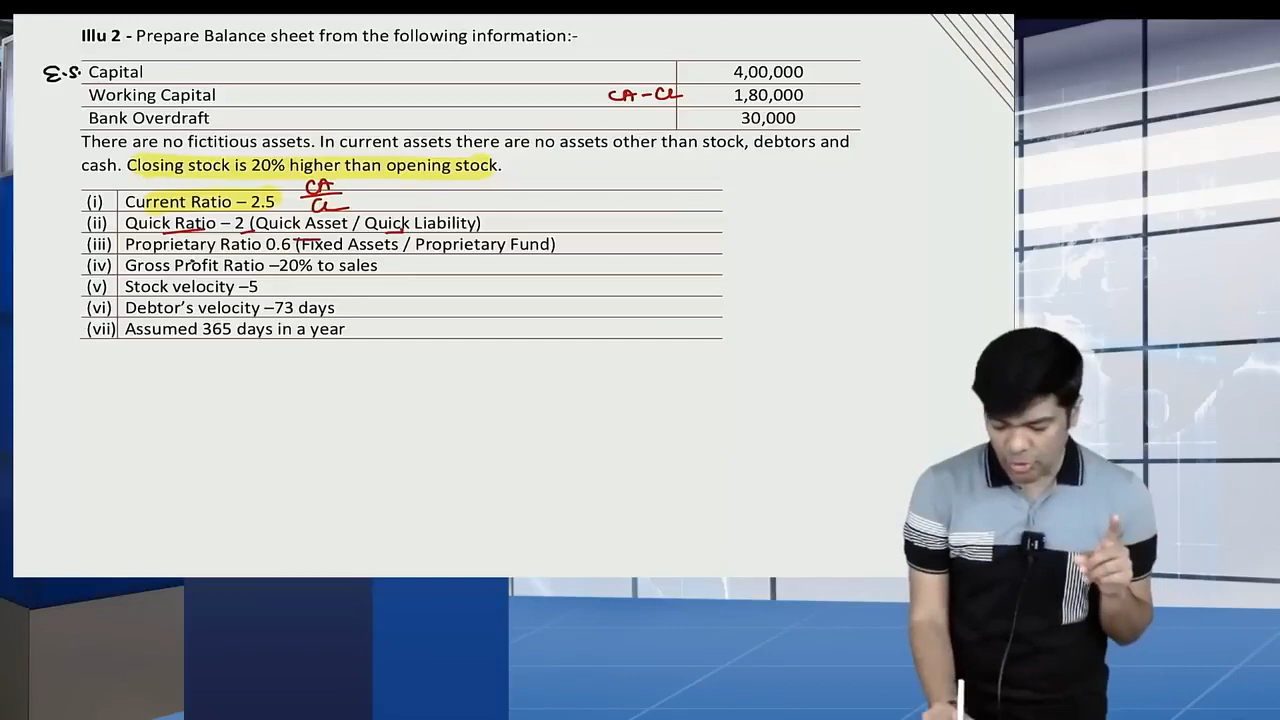 Illu 2 - Prepare Balance sheet from the following information:-
Ɛ.S. Capital 4,00,000
Working Capital CA-CL 1,80,000
Bank Overdraft 30,000
There are no fictitious assets. In current assets there are no assets other than stock, debtors and
cash. Closing stock is 20% higher than opening stock.
(i) Current Ratio – 2.5 CA/CL
(ii) Quick Ratio – 2 (Quick Asset / Quick Liability)
(iii) Proprietary Ratio 0.6 (Fixed Assets / Proprietary Fund)
(iv) Gross Profit Ratio –20% to sales
(v) Stock velocity –5
(vi) Debtor's velocity –73 days
(vii) Assumed 365 days in a year